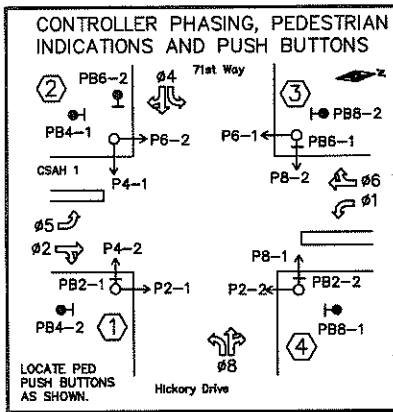 CONTROLLER PHASING, PEDESTRIAN
INDICATIONS AND PUSH BUTTONS
71st Way
PB6-2
ø4
2
3
PB4-1
PB8-2
P6-2
P6-1
PB6-1
P4-1
P8-2
CSAH 1
ø6
ø1
ø5
ø2
P4-2
P8-1
PB2-1
PB2-2
P2-1
P2-2
PB4-2
1
4
PB8-1
ø8
LOCATE PED
PUSH BUTTONS
AS SHOWN.
Hickory Drive